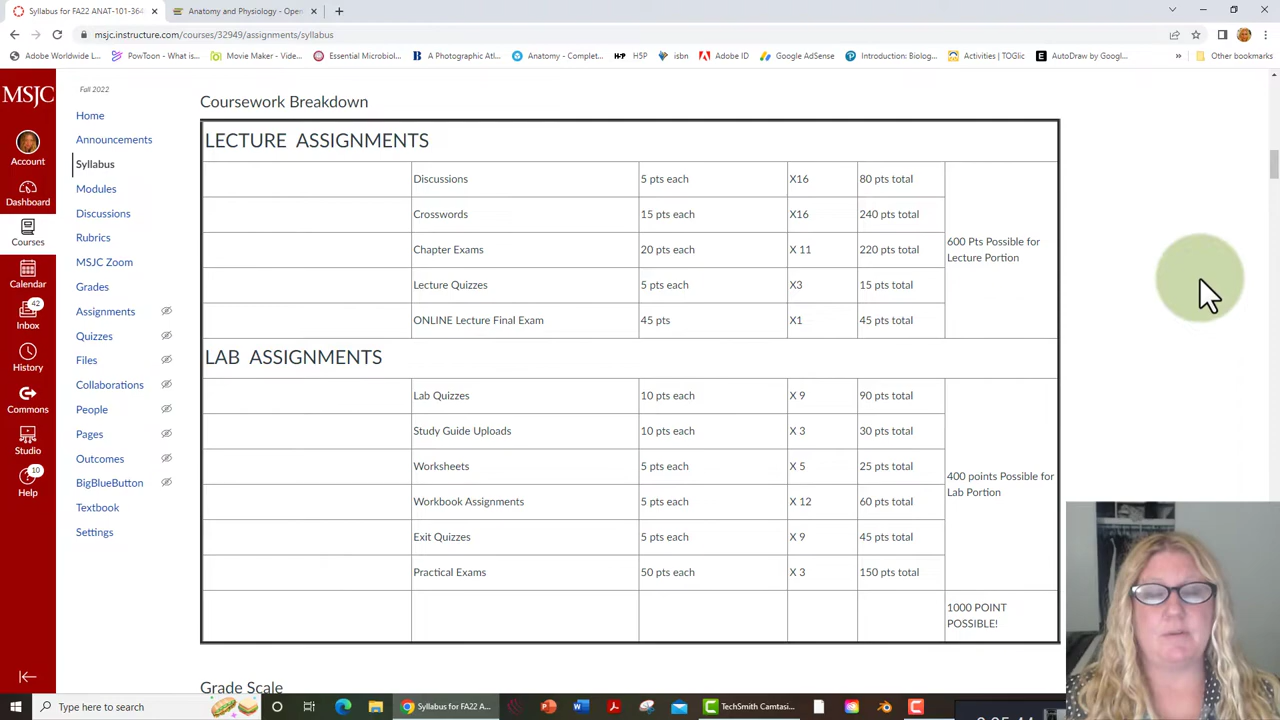 Syllabus for FA22 ANAT-101-364
Anatomy and Physiology - Open
msjc.instructure.com/courses/32949/assignments/syllabus
Adobe Worldwide L...
PowToon - What is...
Movie Maker - Video...
Essential Microbiol...
A Photographic Atl...
Anatomy - Complet...
H5P
isbn
Adobe ID
Google AdSense
Introduction: Biolog...
Activities | TOGlic
AutoDraw by Googl...
»
Other bookmarks
MSJC
Account
Dashboard
Courses
Calendar
42
Inbox
History
Commons
Studio
10
Help
Fall 2022
Home
Announcements
Syllabus
Modules
Discussions
Rubrics
MSJC Zoom
Grades
Assignments
Quizzes
Files
Collaborations
People
Pages
Outcomes
BigBlueButton
Textbook
Settings
Coursework Breakdown
LECTURE ASSIGNMENTS
Discussions 5 pts each X16 80 pts total
Crosswords 15 pts each X16 240 pts total
Chapter Exams 20 pts each X 11 220 pts total
Lecture Quizzes 5 pts each X3 15 pts total
ONLINE Lecture Final Exam 45 pts X1 45 pts total
600 Pts Possible for
Lecture Portion
LAB ASSIGNMENTS
Lab Quizzes 10 pts each X 9 90 pts total
Study Guide Uploads 10 pts each X 3 30 pts total
Worksheets 5 pts each X 5 25 pts total
Workbook Assignments 5 pts each X 12 60 pts total
Exit Quizzes 5 pts each X 9 45 pts total
Practical Exams 50 pts each X 3 150 pts total
400 points Possible for
Lab Portion
1000 POINT
POSSIBLE!
Grade Scale
Type here to search
Syllabus for FA22 A...
TechSmith Camtasi...